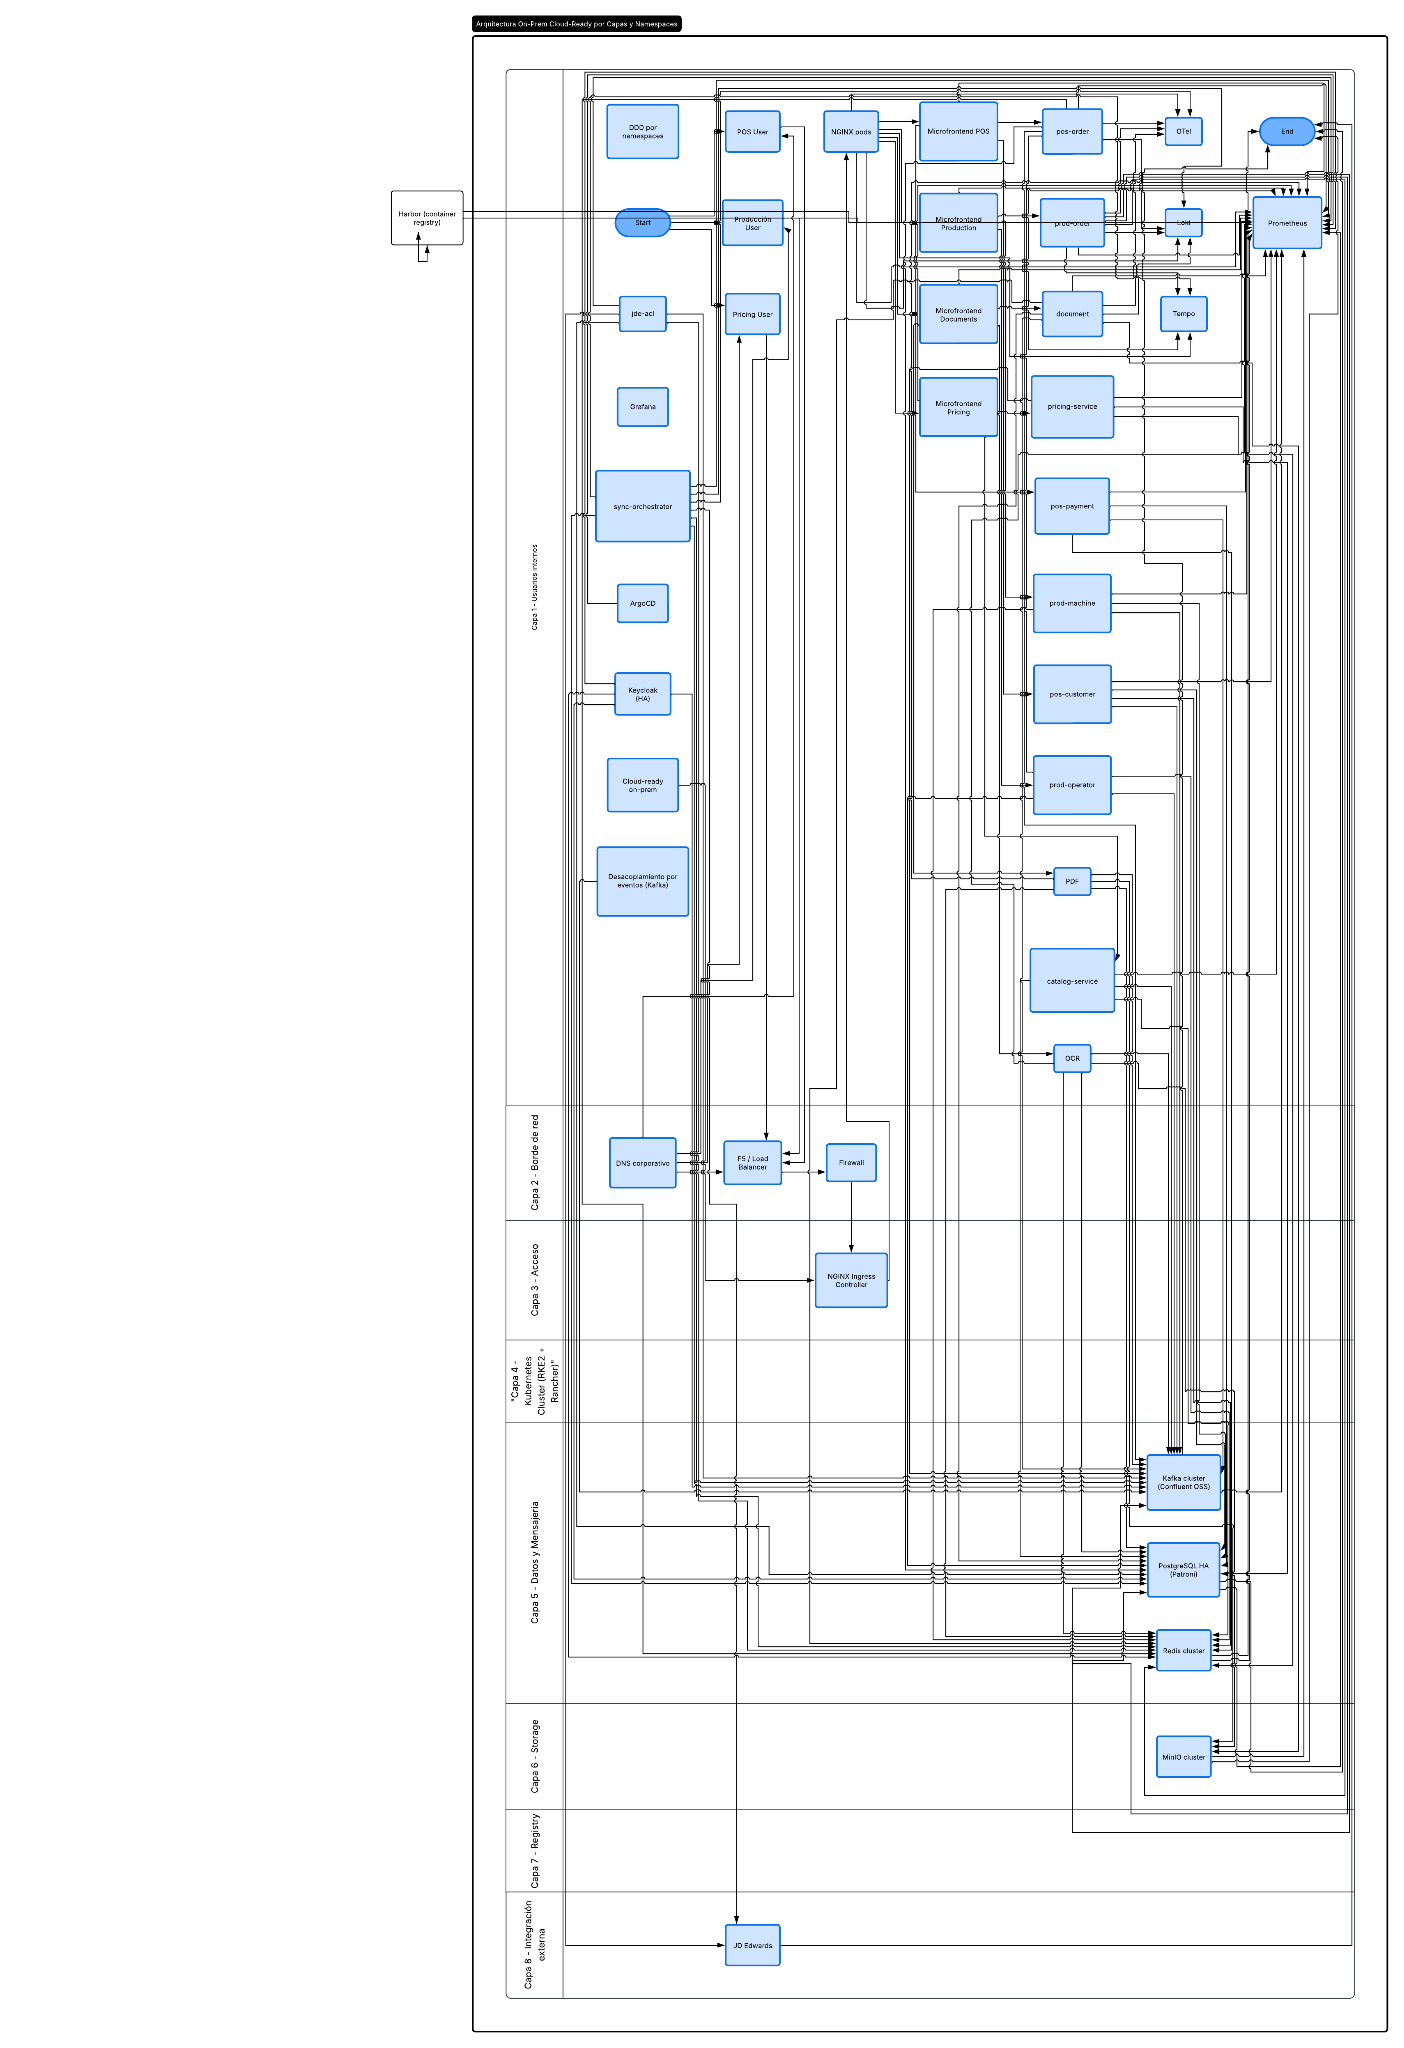 Arquitectura On-Prem Cloud-Ready por Capas y Namespaces
Harbor (container
registry)
Capa 1 - Usuarios internos
DDD por
namespaces
POS User
NGINX pods
Microfrontend POS
pos-order
OTel
End
Start
Producción
User
Microfrontend
Production
prod-order
Loki
Prometheus
jde-acl
Pricing User
Microfrontend
Documents
document
Tempo
Grafana
Microfrontend
Pricing
pricing-service
sync-orchestrator
pos-payment
ArgoCD
prod-machine
Keycloak
(HA)
pos-customer
Cloud-ready
on-prem
prod-operator
Desacoplamiento por
eventos (Kafka)
PDF
catalog-service
OCR
Capa 2 - Borde de red
DNS corporativo
F5 / Load
Balancer
Firewall
Capa 3 - Acceso
NGINX Ingress
Controller
"Capa 4 -
Kubernetes
Cluster (RKE2 +
Rancher)"
Capa 5 - Datos y Mensajería
Kafka cluster
(Confluent OSS)
PostgreSQL HA
(Patroni)
Redis cluster
Capa 6 - Storage
MinIO cluster
Capa 7 - Registry
Capa 8 - Integración
externa
JD Edwards